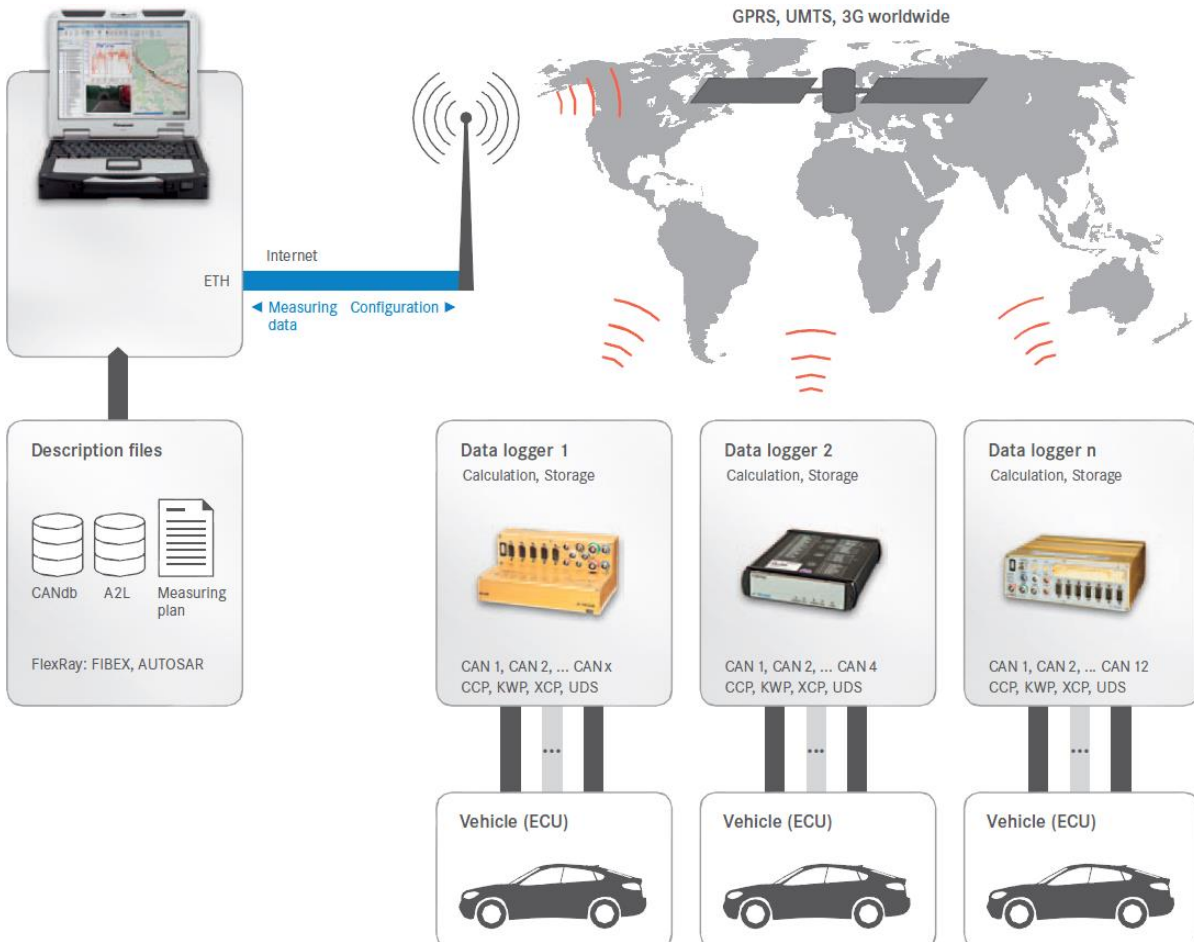 GPRS, UMTS, 3G worldwide
Internet
ETH
◄ Measuring data
Configuration ►
Description files
CANdb
A2L
Measuring
plan
FlexRay: FIBEX, AUTOSAR
Data logger 1
Calculation, Storage
CAN 1, CAN 2, ... CAN x
CCP, KWP, XCP, UDS
Data logger 2
Calculation, Storage
CAN 1, CAN 2, ... CAN 4
CCP, KWP, XCP, UDS
Data logger n
Calculation, Storage
CAN 1, CAN 2, ... CAN 12
CCP, KWP, XCP, UDS
Vehicle (ECU)
Vehicle (ECU)
Vehicle (ECU)